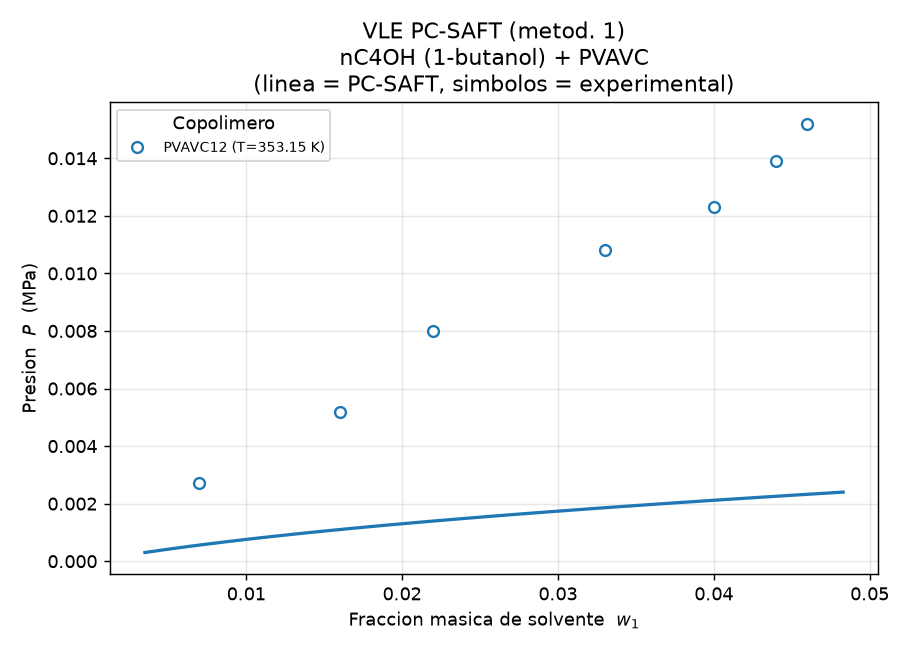 VLE PC-SAFT (metod. 1)
nC4OH (1-butanol) + PVAVC
(linea = PC-SAFT, simbolos = experimental)
Copolimero
PVAVC12 (T=353.15 K)
Presion P (MPa)
0.014
0.012
0.010
0.008
0.006
0.004
0.002
0.000
0.01 0.02 0.03 0.04 0.05
Fraccion masica de solvente w₁